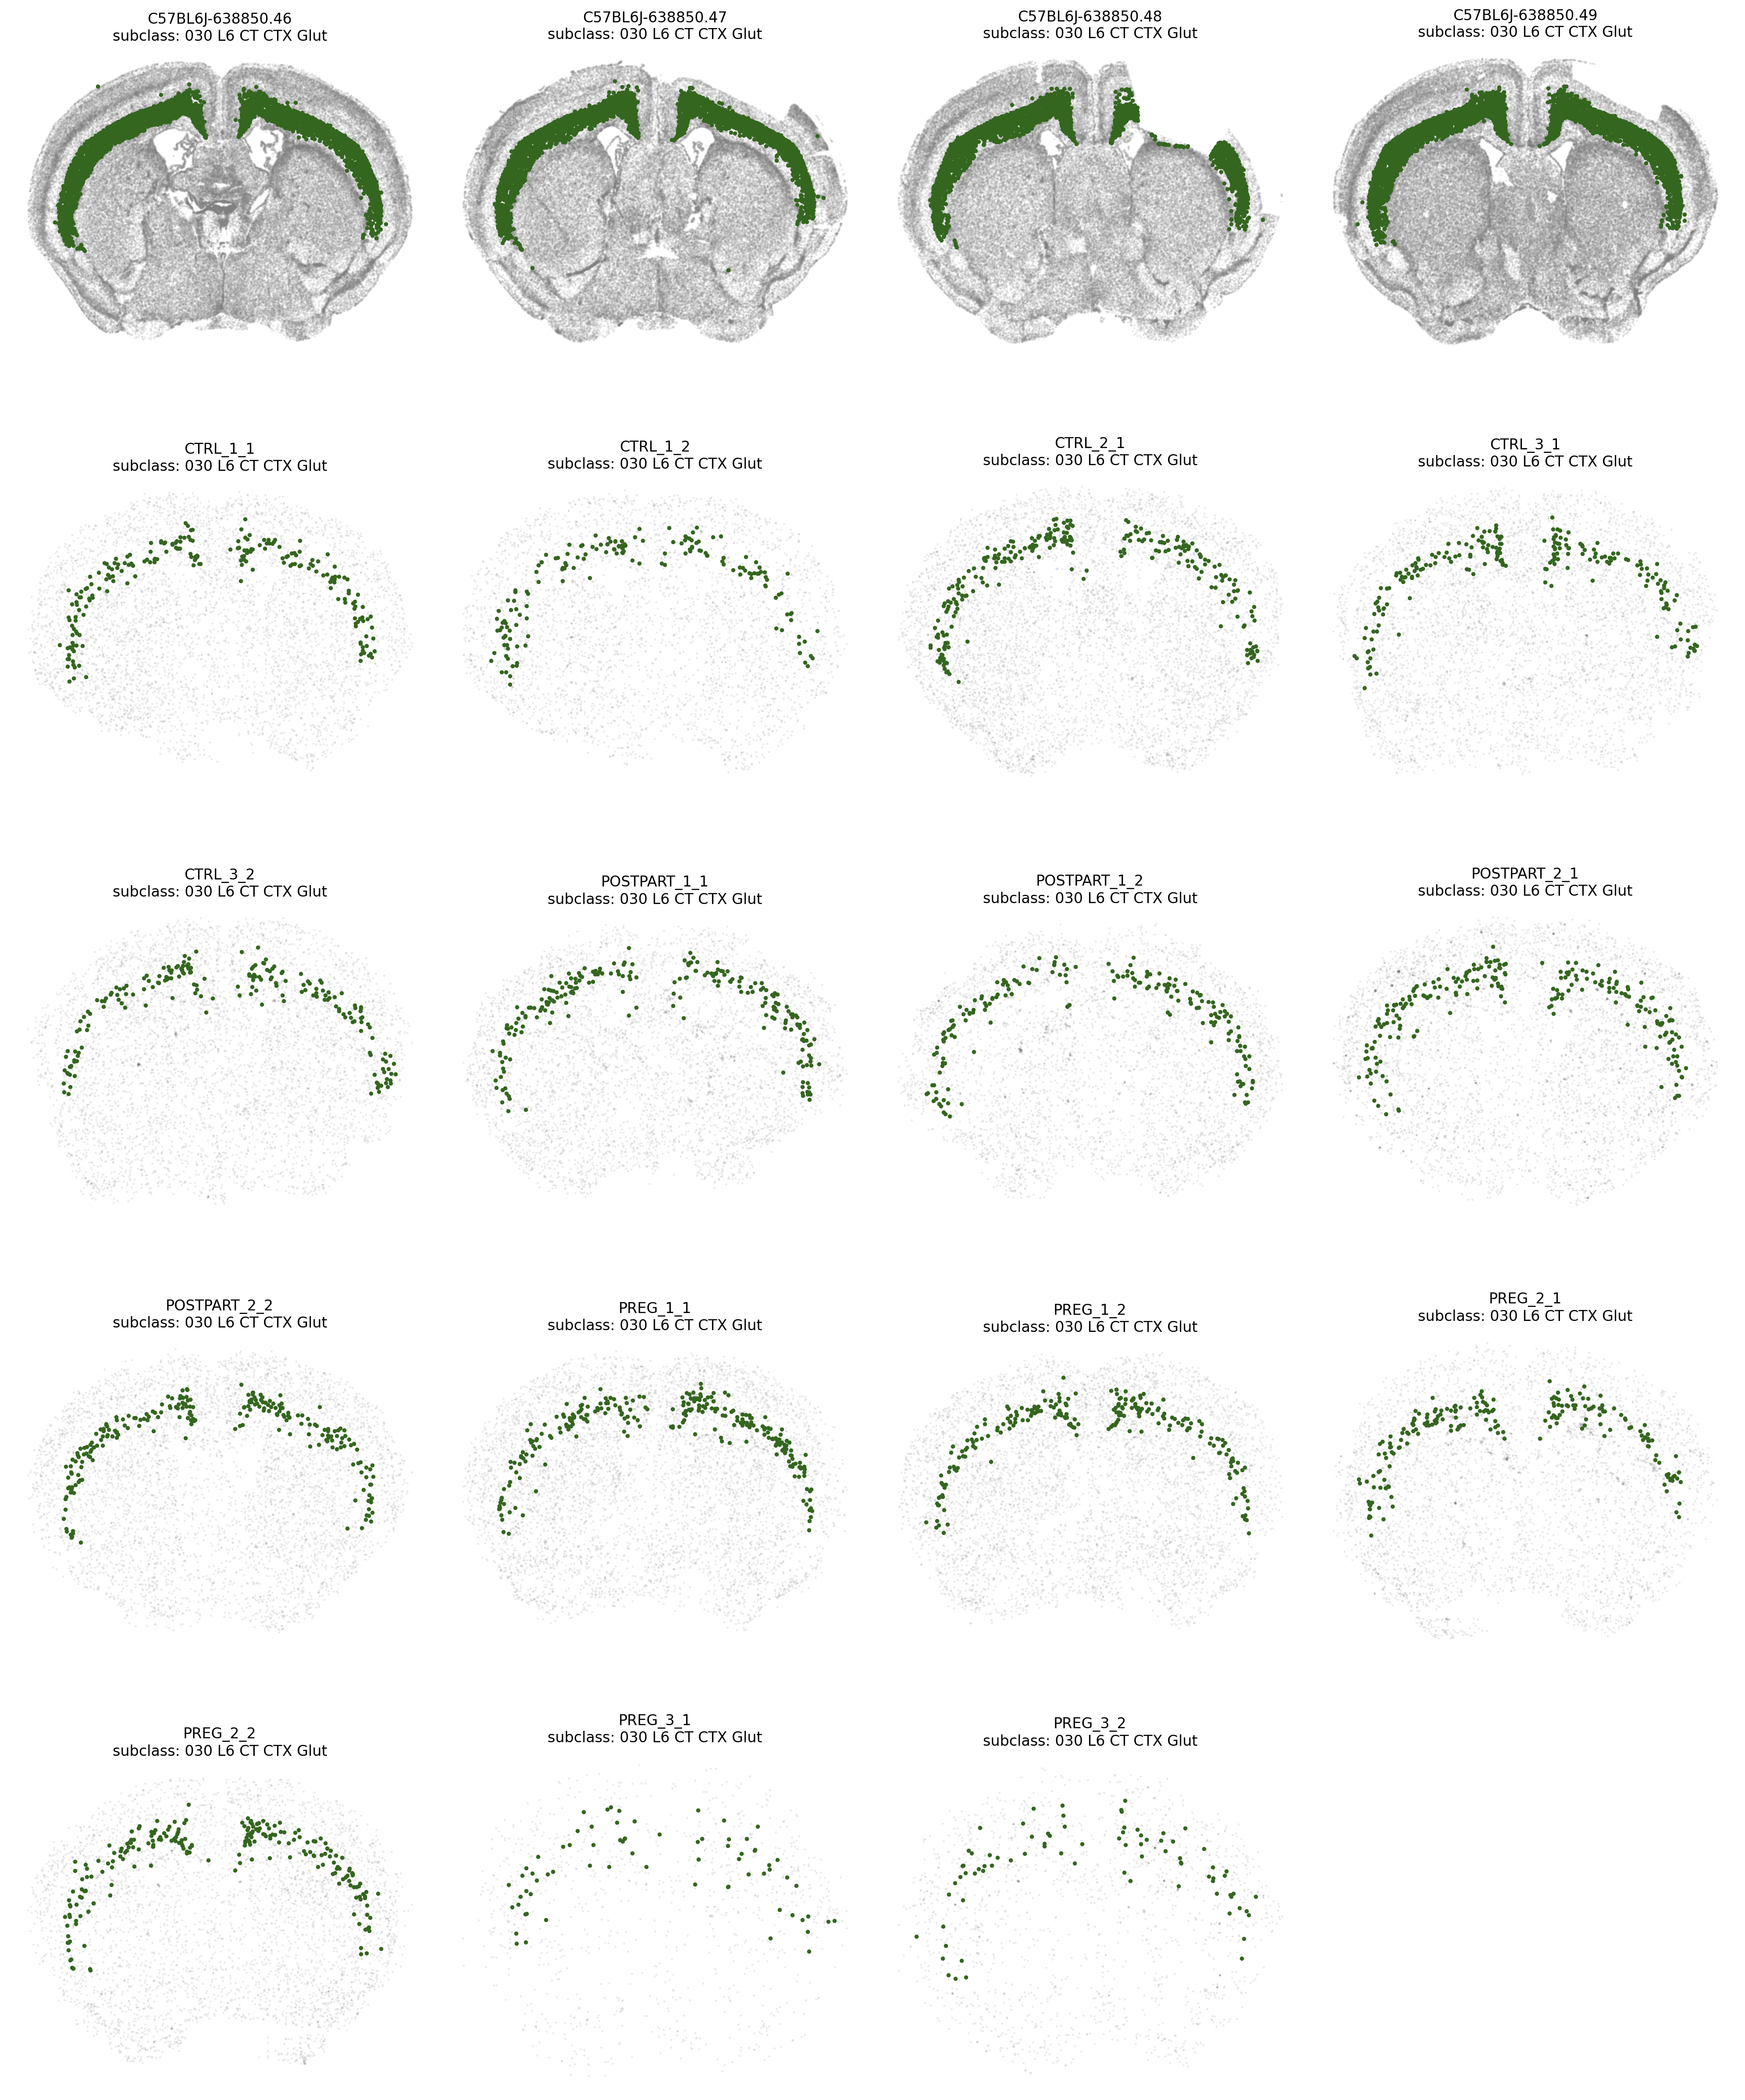 C57BL6J-638850.46
subclass: 030 L6 CT CTX Glut
C57BL6J-638850.47
subclass: 030 L6 CT CTX Glut
C57BL6J-638850.48
subclass: 030 L6 CT CTX Glut
C57BL6J-638850.49
subclass: 030 L6 CT CTX Glut
CTRL_1_1
subclass: 030 L6 CT CTX Glut
CTRL_1_2
subclass: 030 L6 CT CTX Glut
CTRL_2_1
subclass: 030 L6 CT CTX Glut
CTRL_3_1
subclass: 030 L6 CT CTX Glut
CTRL_3_2
subclass: 030 L6 CT CTX Glut
POSTPART_1_1
subclass: 030 L6 CT CTX Glut
POSTPART_1_2
subclass: 030 L6 CT CTX Glut
POSTPART_2_1
subclass: 030 L6 CT CTX Glut
POSTPART_2_2
subclass: 030 L6 CT CTX Glut
PREG_1_1
subclass: 030 L6 CT CTX Glut
PREG_1_2
subclass: 030 L6 CT CTX Glut
PREG_2_1
subclass: 030 L6 CT CTX Glut
PREG_2_2
subclass: 030 L6 CT CTX Glut
PREG_3_1
subclass: 030 L6 CT CTX Glut
PREG_3_2
subclass: 030 L6 CT CTX Glut